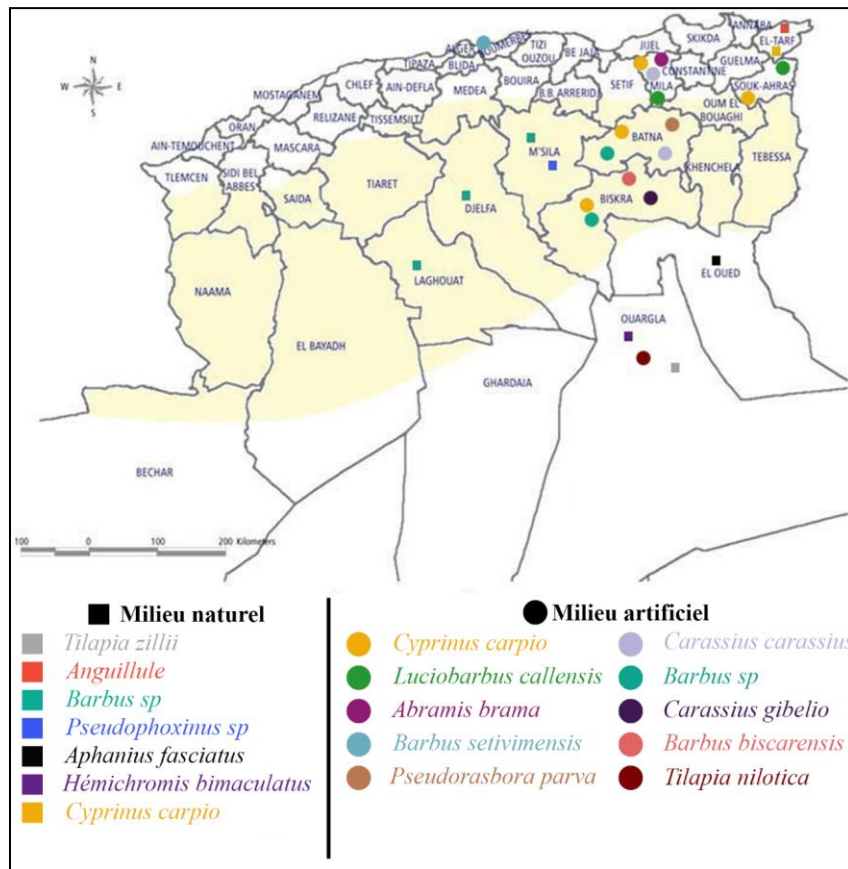 N
W E
S
ANNABA
EL-TARF
SKIDKA
JIJEL
ALGER
BOUMERBES
TIZI
OUZOU
BE JAJA
GUELMA
TIPAZA
BLIDA
CONSTANTINE
CHLEF
AIN-DEFLA
BOUIRA
SETIF
MILA
SOUK-AHRAS
MEDEA
B.B. ARRERIDJ
MOSTAGANEM
OUM EL
BOUAGHI
RELIZANE
TISSEMSILT
ORAN
BATNA
AIN-TEMOUCHENT
MASCARA
M'SILA
TEBESSA
KHENCHELA
TLEMCEN
SIDI BEL
ABBES
SAIDA
TIARET
DJELFA
BISKRA
LAGHOUAT
EL OUED
NAAMA
OUARGLA
EL BAYADH
GHARDAIA
BECHAR
100 0 100 200 Kilometers
Milieu naturel
Tilapia zillii
Anguillule
Barbus sp
Pseudophoxinus sp
Aphanius fasciatus
Hémichromis bimaculatus
Cyprinus carpio
Milieu artificiel
Cyprinus carpio
Luciobarbus callensis
Abramis brama
Barbus setivimensis
Pseudorasbora parva
Carassius carassius
Barbus sp
Carassius gibelio
Barbus biscarensis
Tilapia nilotica